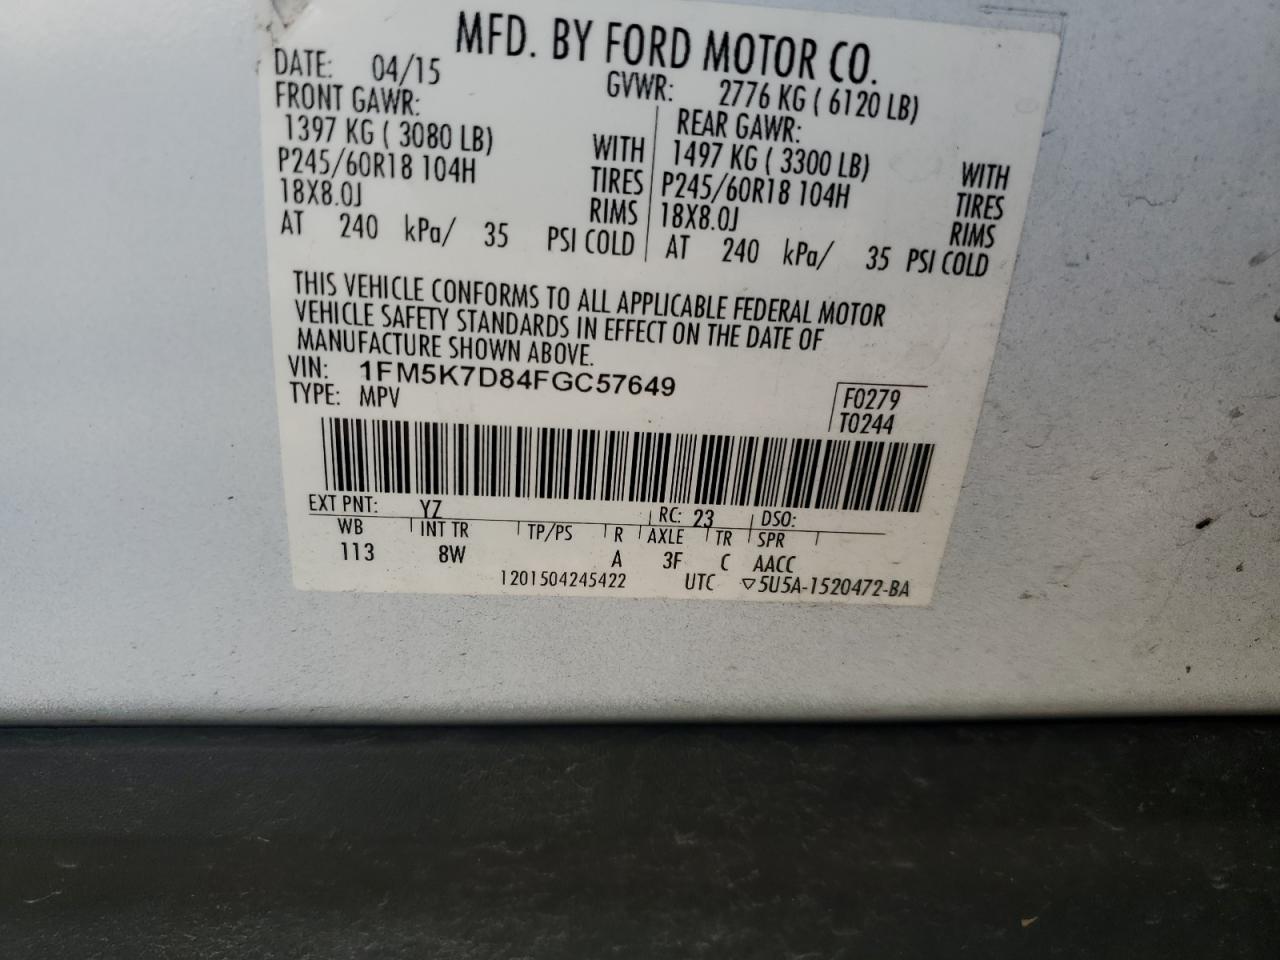 MFD. BY FORD MOTOR CO.
DATE: 04/15 GVWR: 2776 KG ( 6120 LB)
FRONT GAWR: REAR GAWR:
1397 KG ( 3080 LB) WITH 1497 KG ( 3300 LB) WITH
P245/60R18 104H TIRES P245/60R18 104H TIRES
18X8.0J RIMS 18X8.0J RIMS
AT 240 kPa/ 35 PSI COLD AT 240 kPa/ 35 PSI COLD
THIS VEHICLE CONFORMS TO ALL APPLICABLE FEDERAL MOTOR
VEHICLE SAFETY STANDARDS IN EFFECT ON THE DATE OF
MANUFACTURE SHOWN ABOVE.
VIN: 1FM5K7D84FGC57649
TYPE: MPV F0279
T0244
EXT PNT: YZ RC: 23 DSO:
WB INT TR TP/PS R AXLE TR SPR
113 8W A 3F C AACC
1201504245422 UTC ▽5U5A-1520472-BA